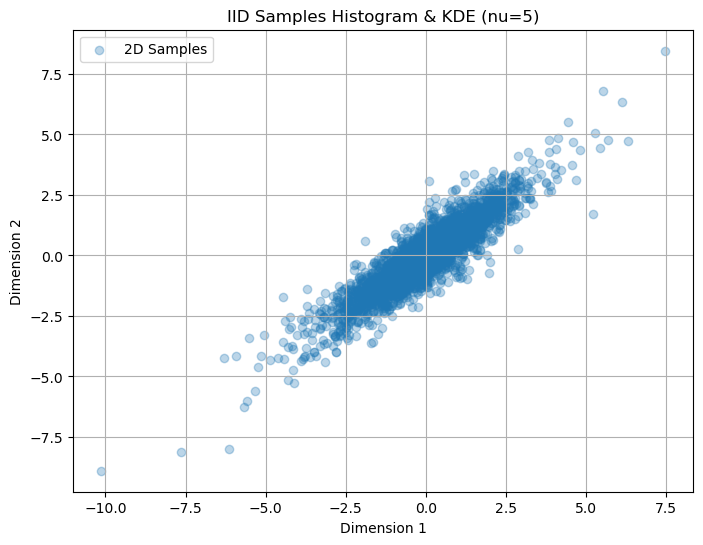 IID Samples Histogram & KDE (nu=5)
2D Samples
7.5
5.0
2.5
0.0
−2.5
−5.0
−7.5
Dimension 2
−10.0 −7.5 −5.0 −2.5 0.0 2.5 5.0 7.5
Dimension 1